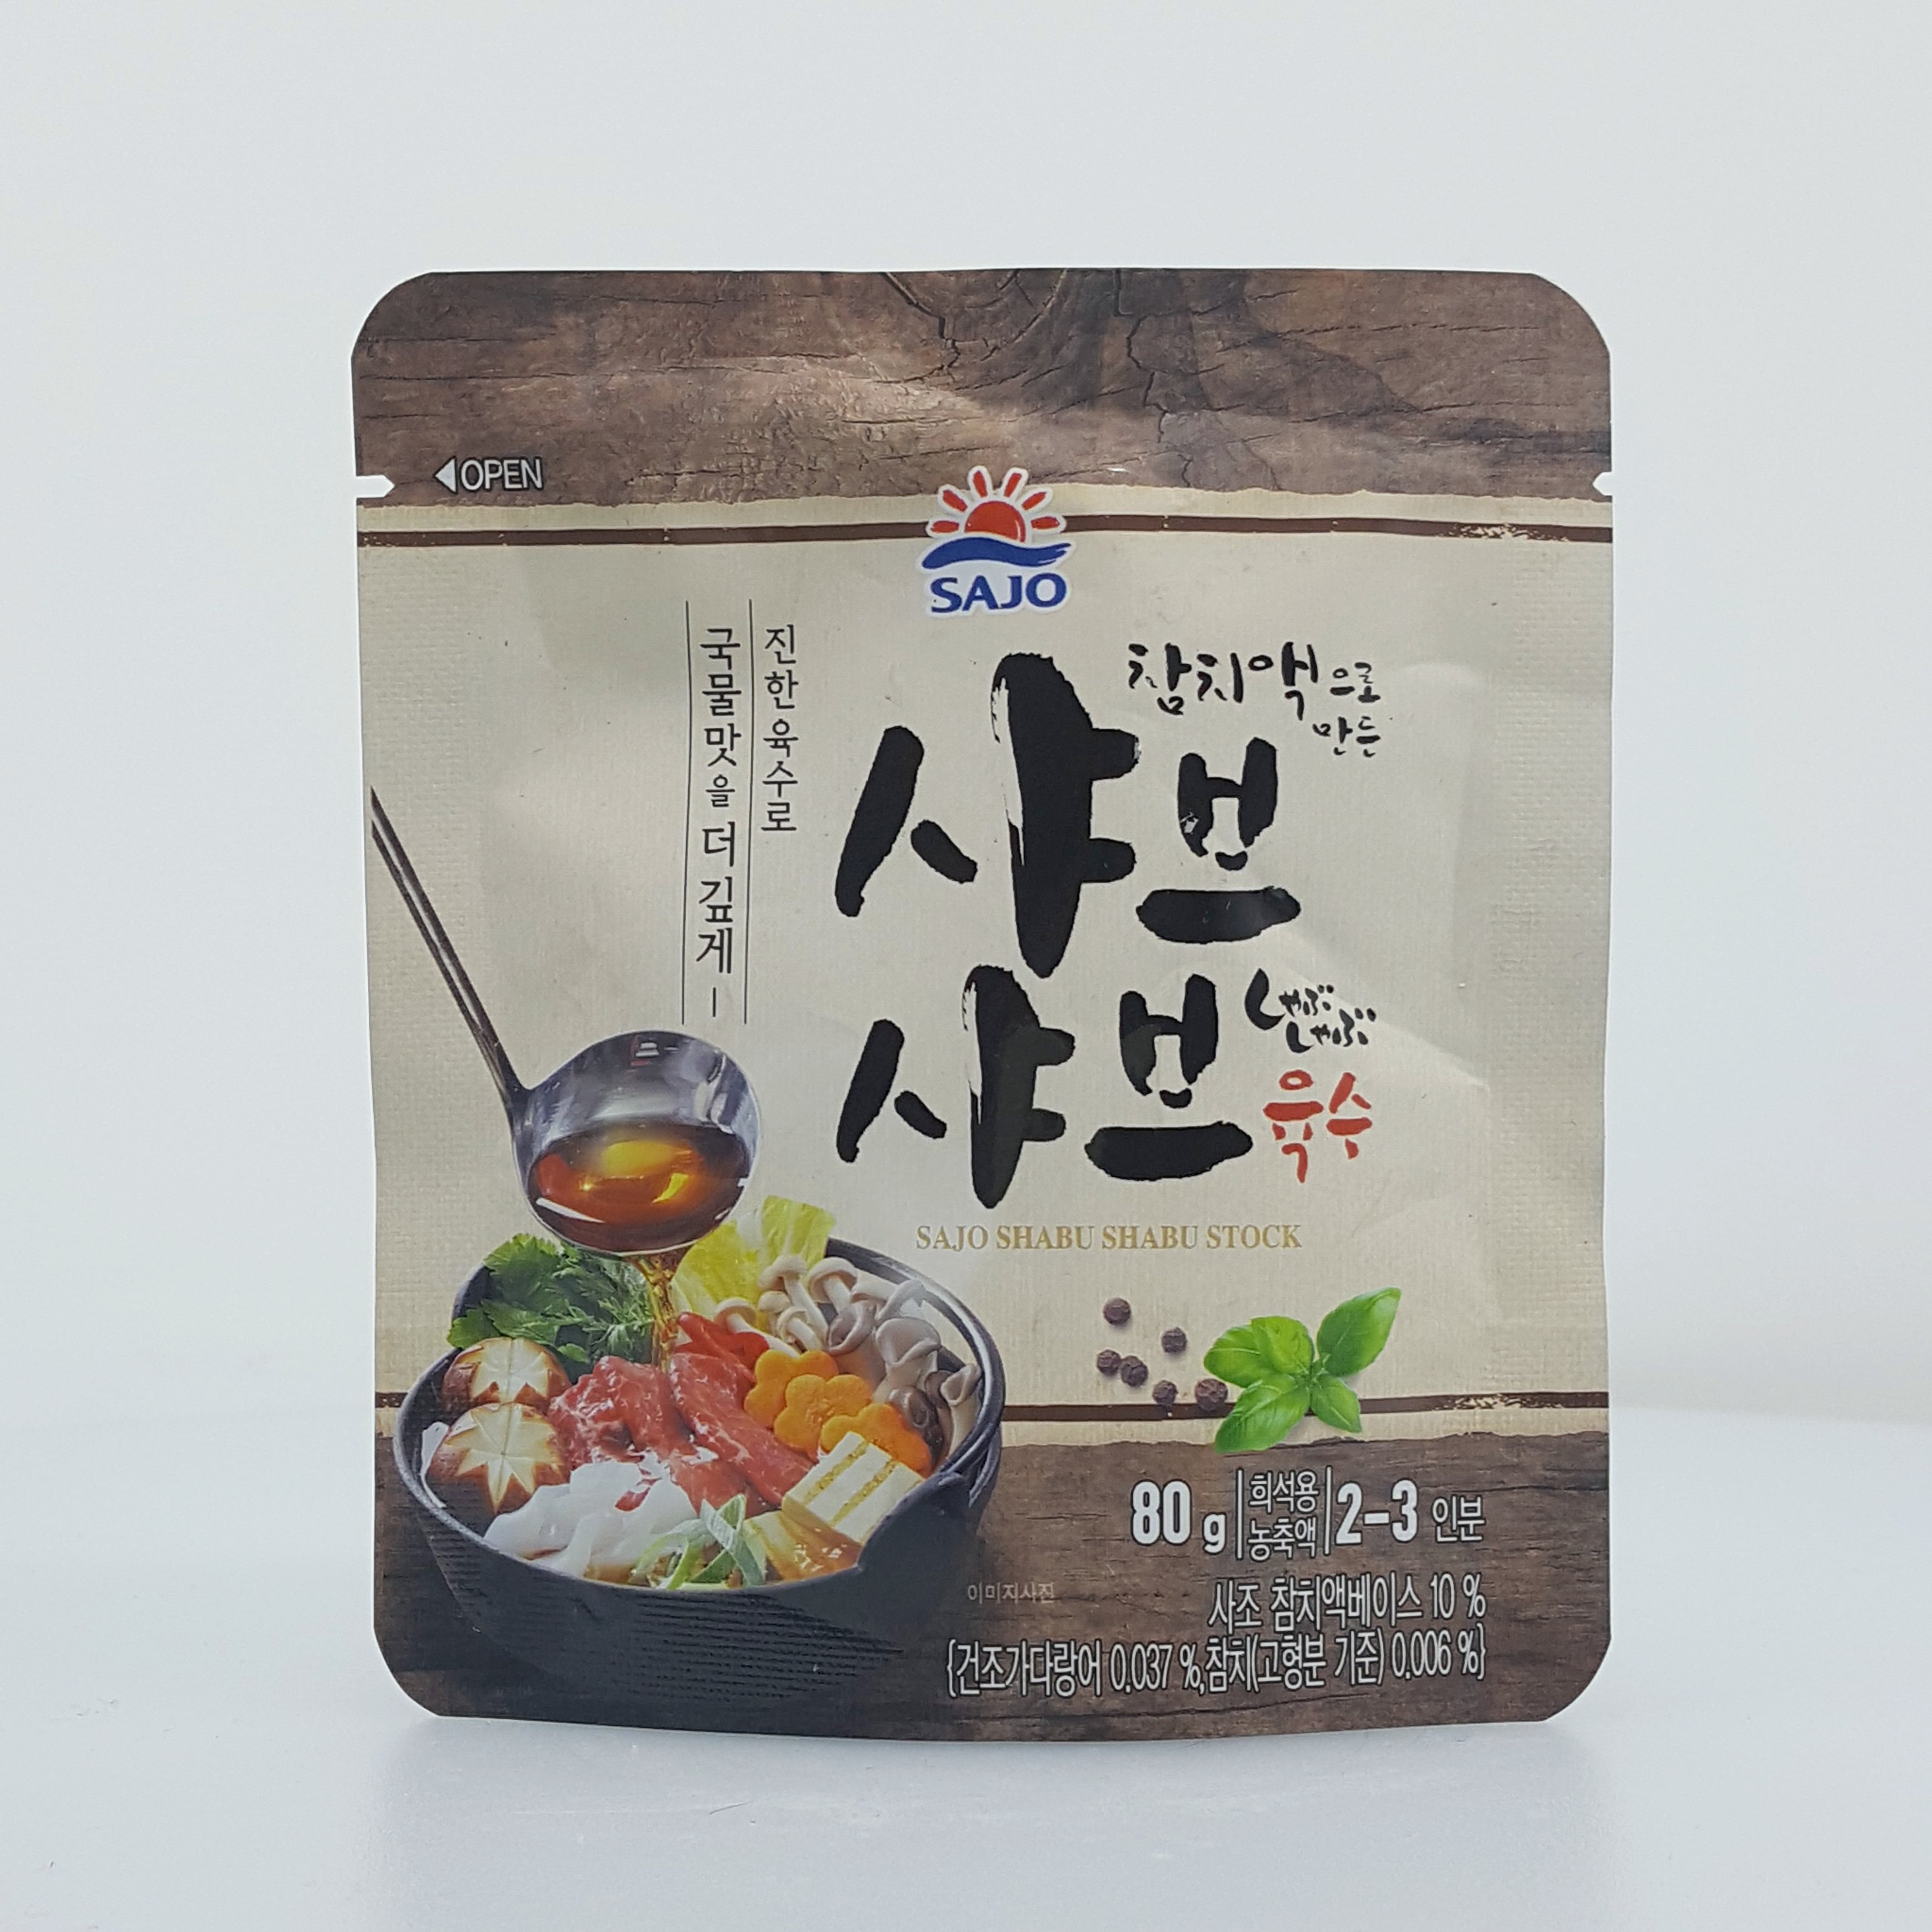 ◀OPEN
SAJO
진한 육수로
국물맛을 더 깊게
참치액으로
만든
샤브
샤브
しゃぶ
しゃぶ
육수
SAJO SHABU SHABU STOCK
80 g
희석용
농축액
2-3 인분
이미지사진
사조 참치액베이스 10 %
{건조가다랑어 0.037 %,참치(고형분 기준) 0.006 %}